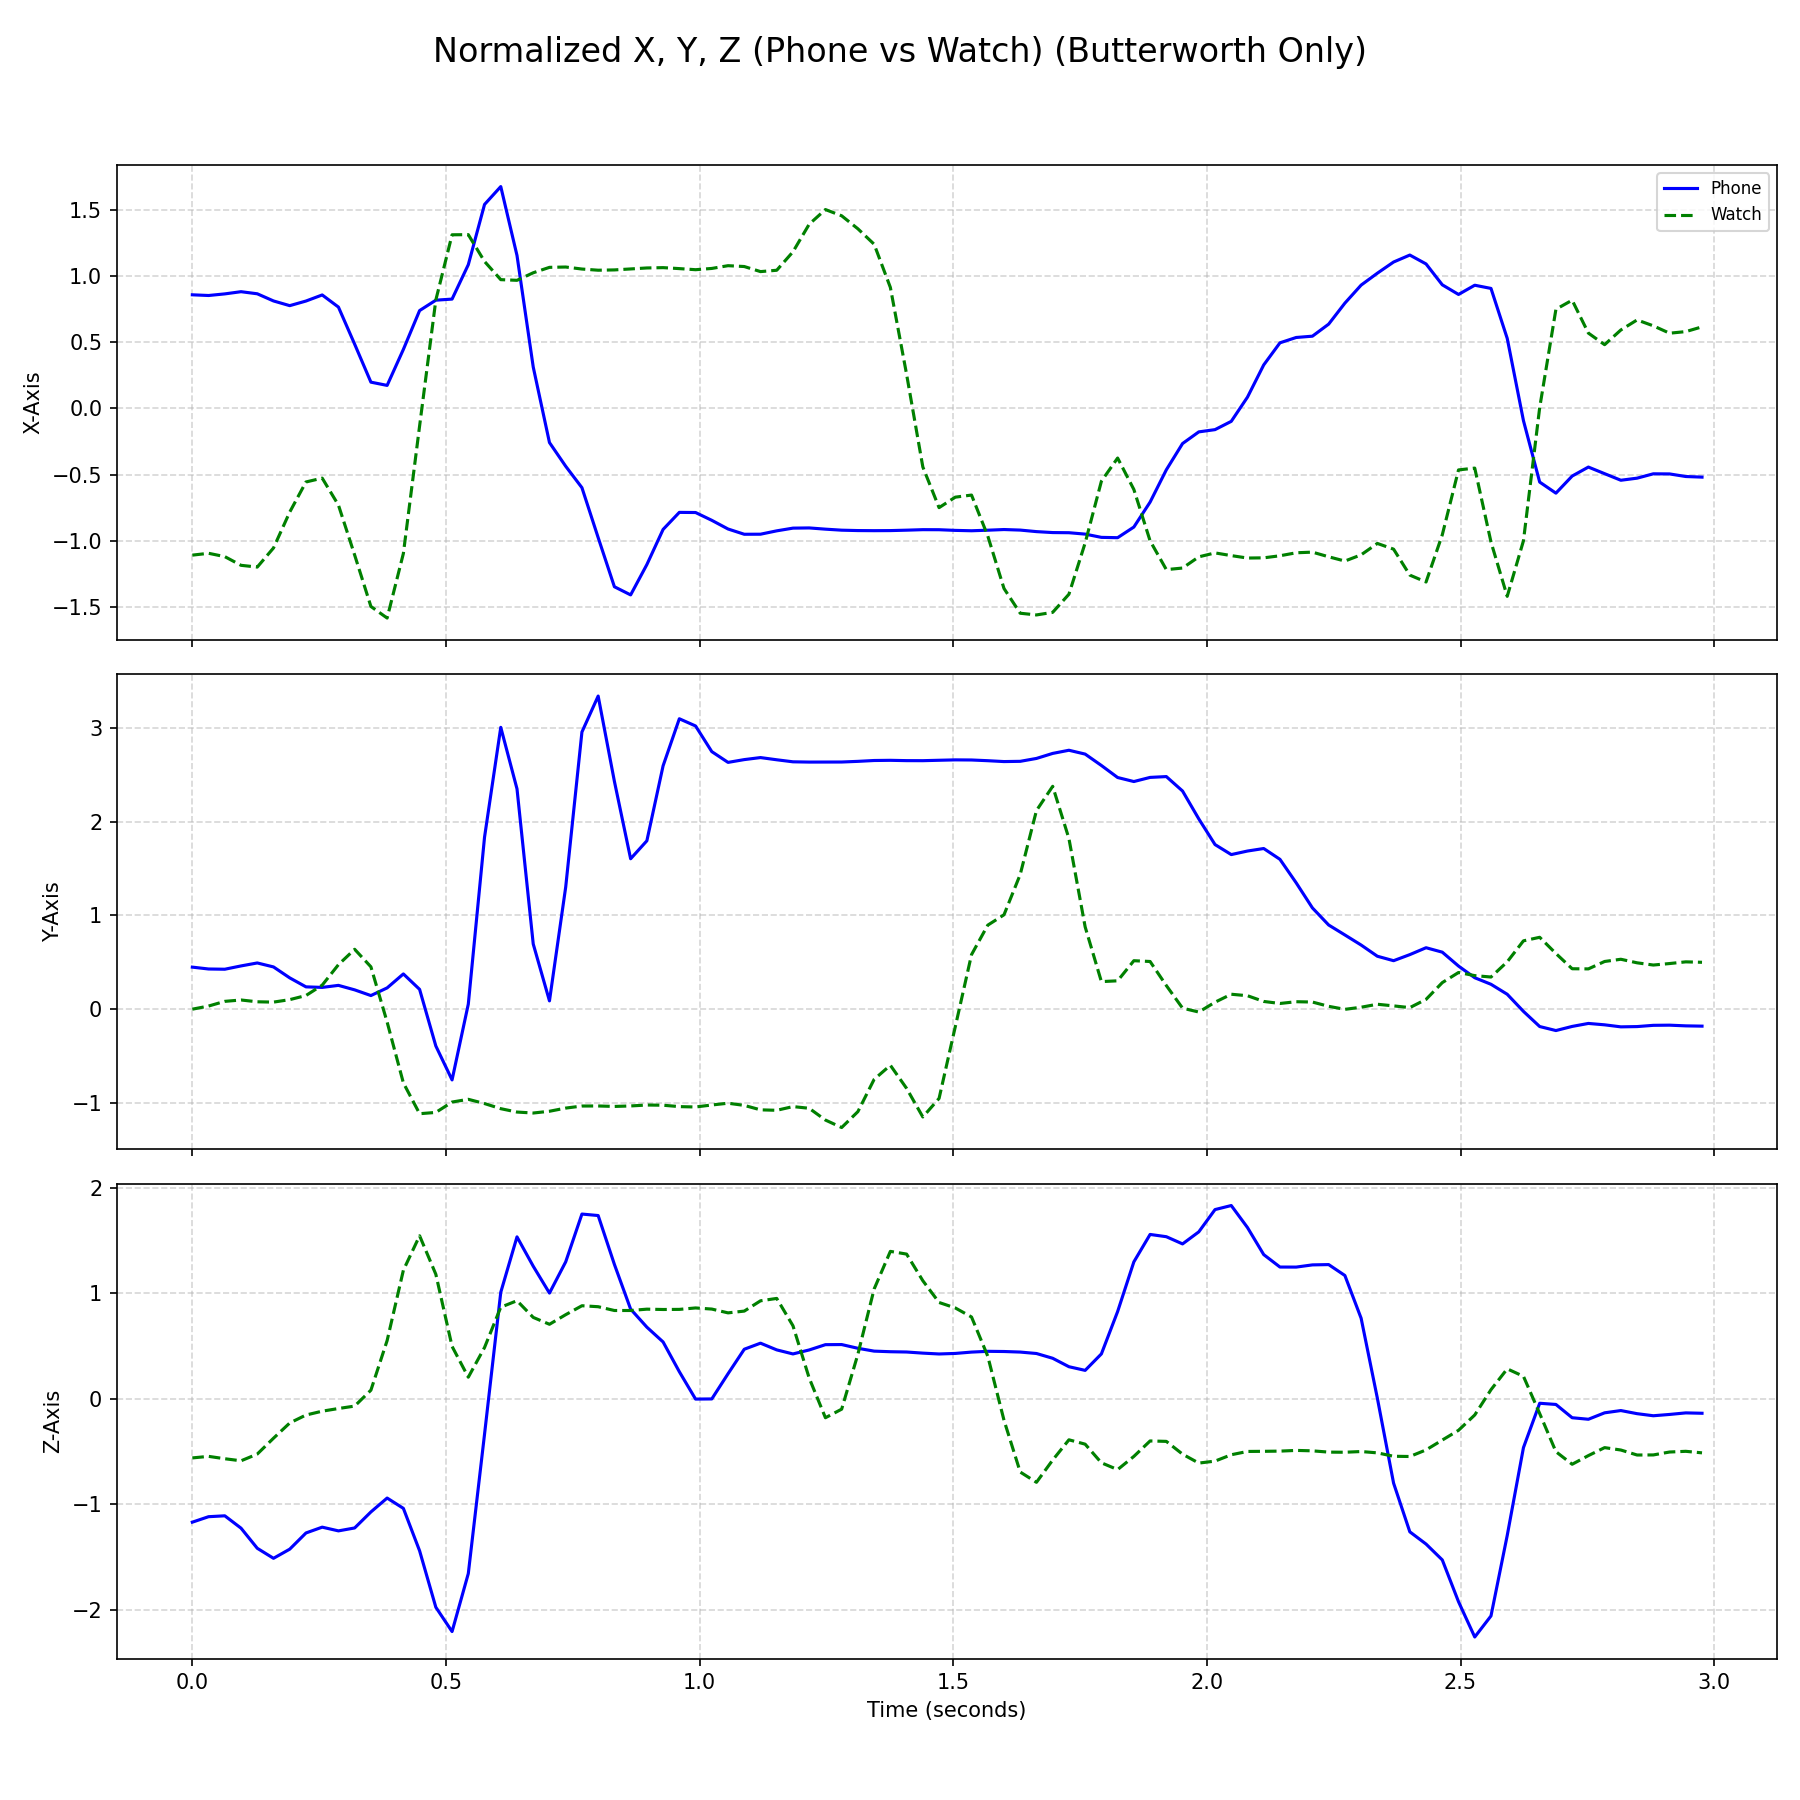 Normalized X, Y, Z (Phone vs Watch) (Butterworth Only)
Phone
Watch
X-Axis
1.5
1.0
0.5
0.0
−0.5
−1.0
−1.5
Y-Axis
3
2
1
0
−1
Z-Axis
2
1
0
−1
−2
0.0 0.5 1.0 1.5 2.0 2.5 3.0
Time (seconds)